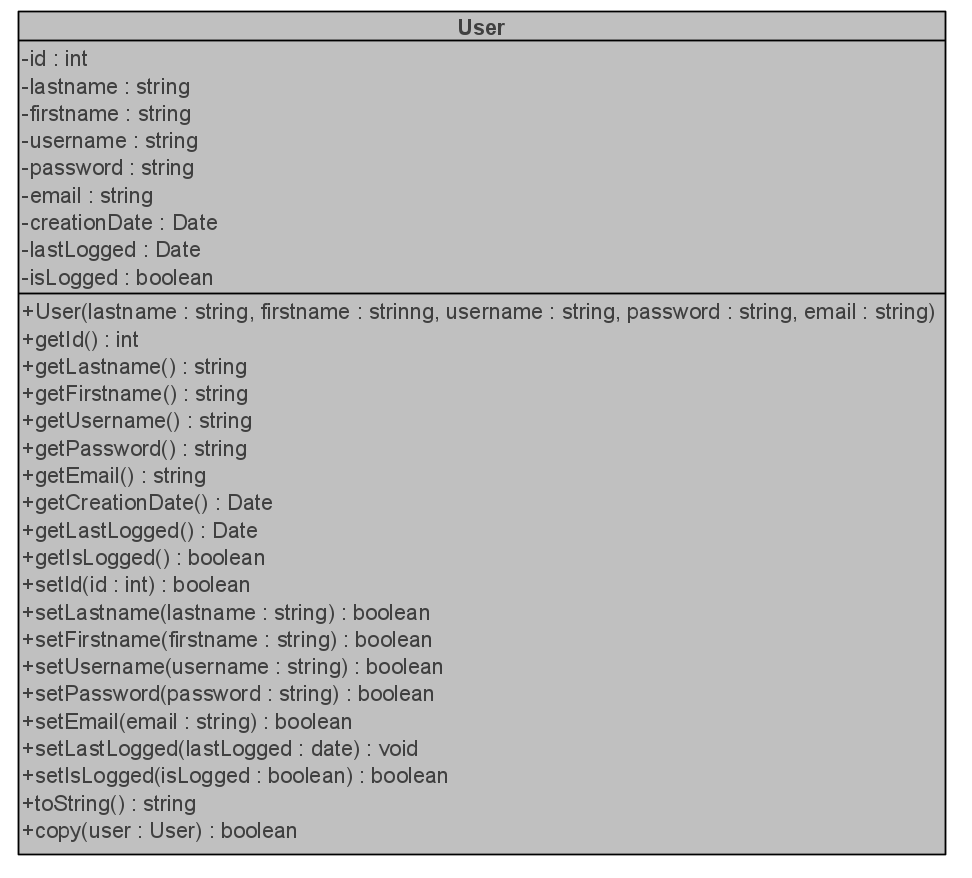 User
-id : int
-lastname : string
-firstname : string
-username : string
-password : string
-email : string
-creationDate : Date
-lastLogged : Date
-isLogged : boolean
+User(lastname : string, firstname : strinng, username : string, password : string, email : string)
+getId() : int
+getLastname() : string
+getFirstname() : string
+getUsername() : string
+getPassword() : string
+getEmail() : string
+getCreationDate() : Date
+getLastLogged() : Date
+getIsLogged() : boolean
+setId(id : int) : boolean
+setLastname(lastname : string) : boolean
+setFirstname(firstname : string) : boolean
+setUsername(username : string) : boolean
+setPassword(password : string) : boolean
+setEmail(email : string) : boolean
+setLastLogged(lastLogged : date) : void
+setIsLogged(isLogged : boolean) : boolean
+toString() : string
+copy(user : User) : boolean